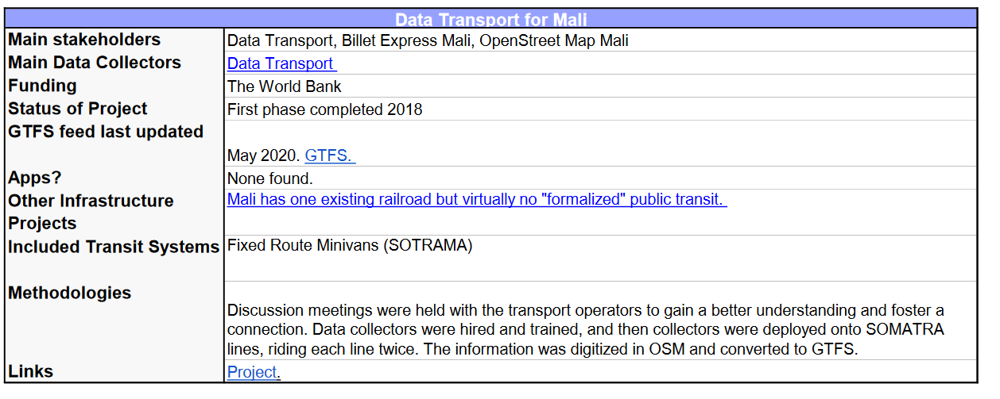 Data Transport for Mali
Main stakeholders
Data Transport, Billet Express Mali, OpenStreet Map Mali
Main Data Collectors
Data Transport
Funding
The World Bank
Status of Project
First phase completed 2018
GTFS feed last updated
May 2020. GTFS.
Apps?
None found.
Other Infrastructure
Projects
Mali has one existing railroad but virtually no "formalized" public transit.
Included Transit Systems
Fixed Route Minivans (SOTRAMA)
Methodologies
Discussion meetings were held with the transport operators to gain a better understanding and foster a
connection. Data collectors were hired and trained, and then collectors were deployed onto SOMATRA
lines, riding each line twice. The information was digitized in OSM and converted to GTFS.
Links
Project.